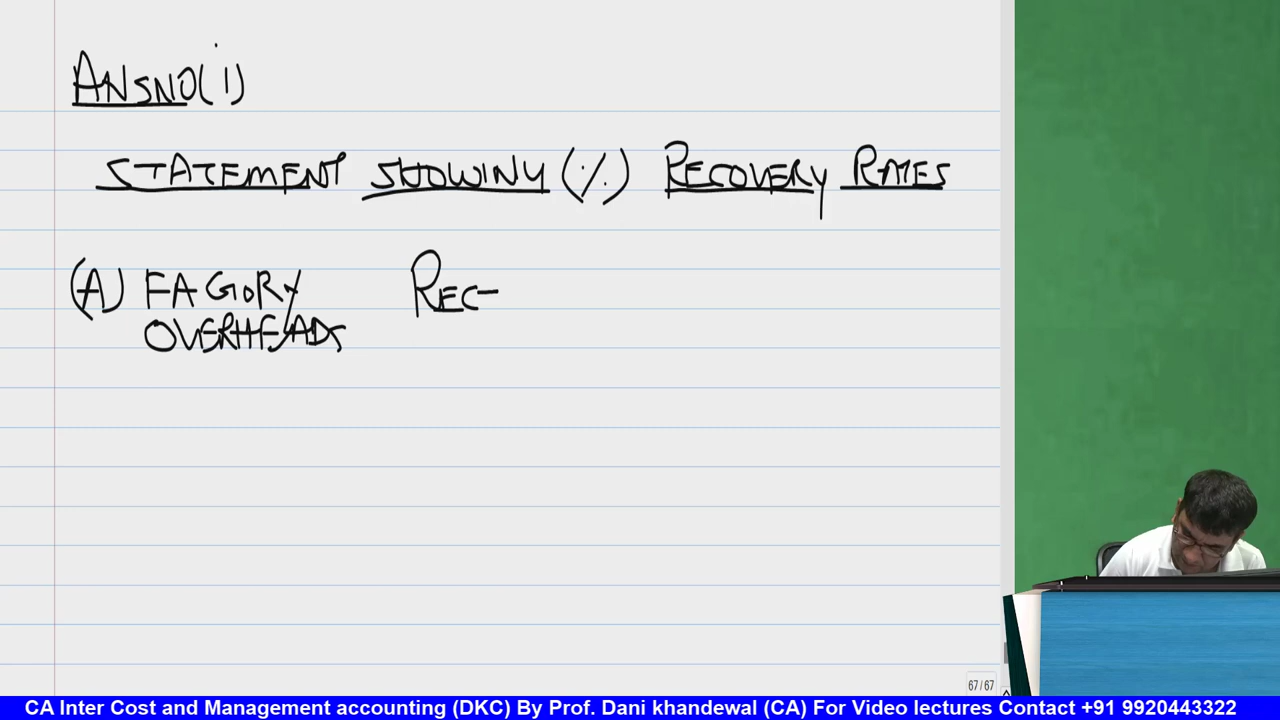 ANSNO(i)
STATEMENT SHOWING (%) RECOVERY RATES
(A) FACTORY REC
OVERHEADS
67/67
CA Inter Cost and Management accounting (DKC) By Prof. Dani khandewal (CA) For Video lectures Contact +91 9920443322